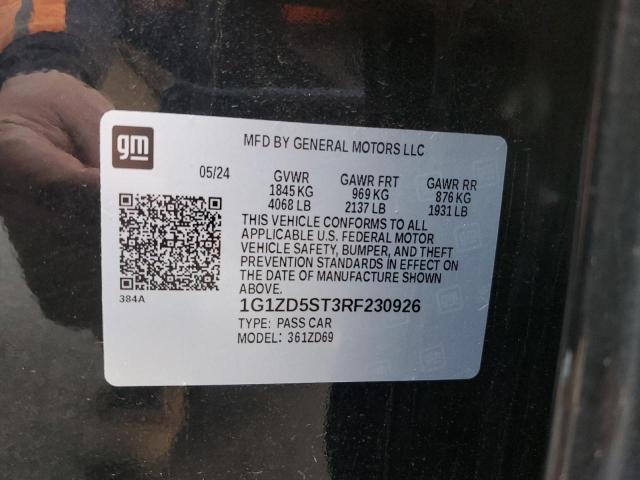 gm
MFD BY GENERAL MOTORS LLC
05/24 GVWR GAWR FRT GAWR RR
1845 KG 969 KG 876 KG
4068 LB 2137 LB 1931 LB
THIS VEHICLE CONFORMS TO ALL
APPLICABLE U.S. FEDERAL MOTOR
VEHICLE SAFETY, BUMPER, AND THEFT
PREVENTION STANDARDS IN EFFECT ON
THE DATE OF MANUFACTURE SHOWN
ABOVE.
384A
1G1ZD5ST3RF230926
TYPE: PASS CAR
MODEL: 361ZD69